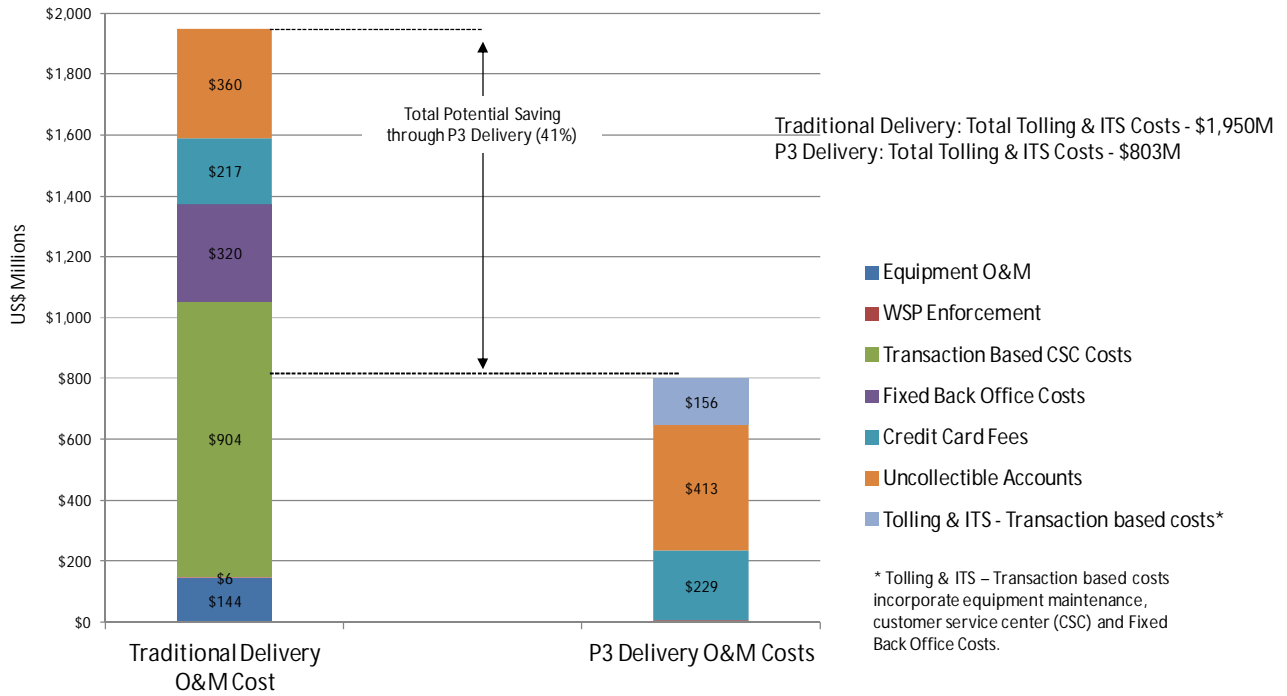 $2,000
$1,800
$1,600
$1,400
$1,200
$1,000
$800
$600
$400
$200
$0
US$ Millions
$360
$217
$320
$904
$6
$144
Total Potential Saving
through P3 Delivery (41%)
$156
$413
$229
Traditional Delivery
O&M Cost
P3 Delivery O&M Costs
Traditional Delivery: Total Tolling & ITS Costs - $1,950M
P3 Delivery: Total Tolling & ITS Costs - $803M
Equipment O&M
WSP Enforcement
Transaction Based CSC Costs
Fixed Back Office Costs
Credit Card Fees
Uncollectible Accounts
Tolling & ITS - Transaction based costs*
* Tolling & ITS – Transaction based costs
incorporate equipment maintenance,
customer service center (CSC) and Fixed
Back Office Costs.